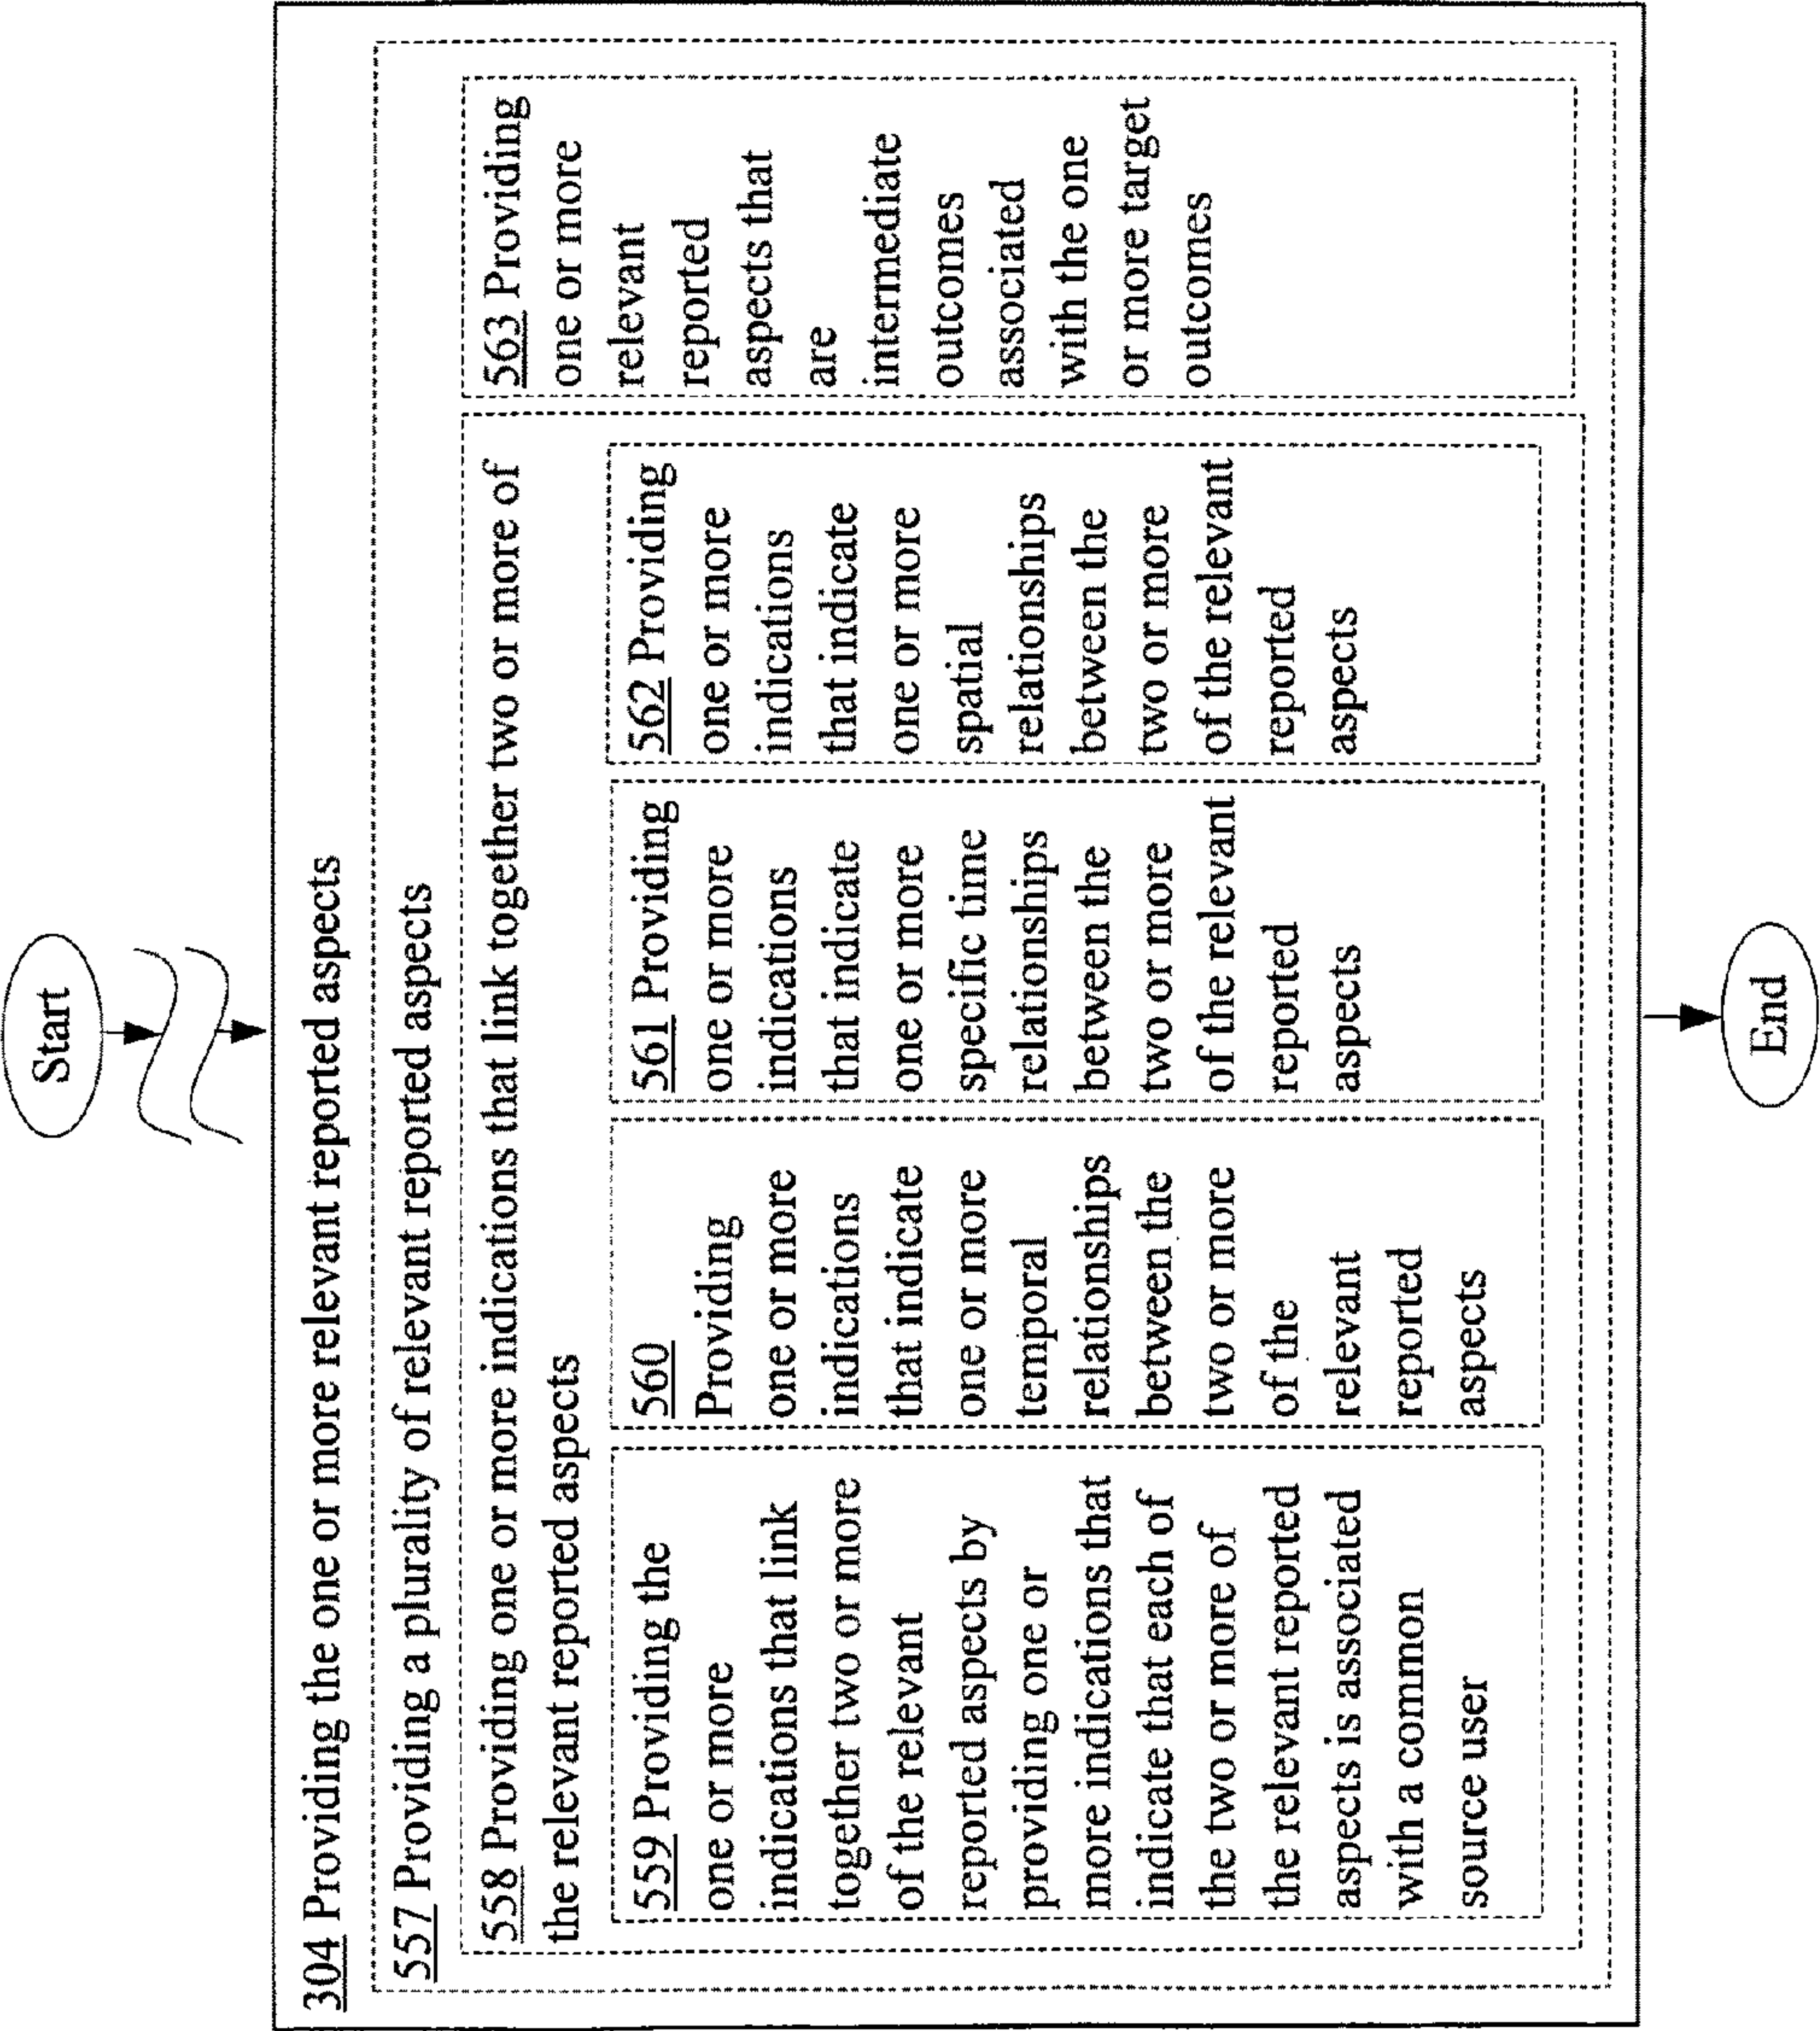 Start
304 Providing the one or more relevant reported aspects
557 Providing a plurality of relevant reported aspects
558 Providing one or more indications that link together two or more of
the relevant reported aspects
559 Providing the
one or more
indications that link
together two or more
of the relevant
reported aspects by
providing one or
more indications that
indicate that each of
the two or more of
the relevant reported
aspects is associated
with a common
source user
560
Providing
one or more
indications
that indicate
one or more
temporal
relationships
between the
two or more
of the
relevant
reported
aspects
561 Providing
one or more
indications
that indicate
one or more
specific time
relationships
between the
two or more
of the relevant
reported
aspects
562 Providing
one or more
indications
that indicate
one or more
spatial
relationships
between the
two or more
of the relevant
reported
aspects
563 Providing
one or more
relevant
reported
aspects that
are
intermediate
outcomes
associated
with the one
or more target
outcomes
End